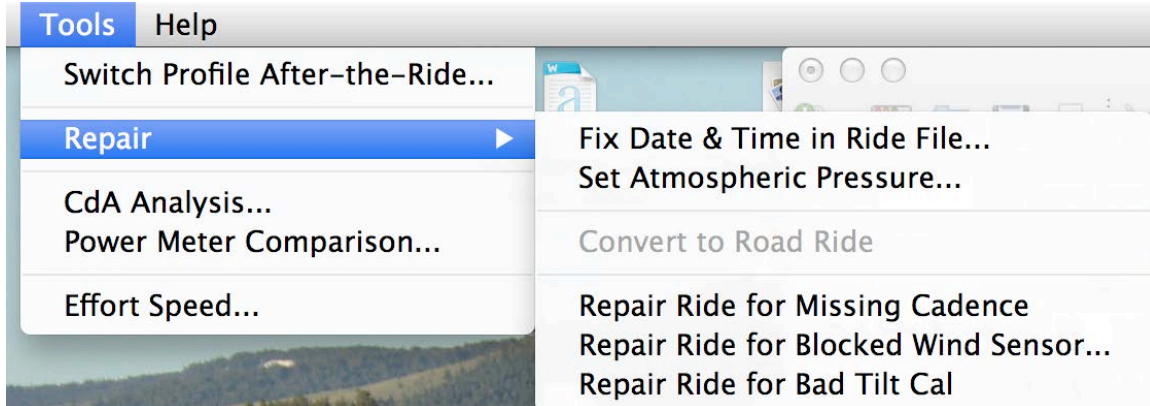 Tools Help
Switch Profile After-the-Ride...
Repair
CdA Analysis...
Power Meter Comparison...
Effort Speed...
Fix Date & Time in Ride File...
Set Atmospheric Pressure...
Convert to Road Ride
Repair Ride for Missing Cadence
Repair Ride for Blocked Wind Sensor...
Repair Ride for Bad Tilt Cal
W
a